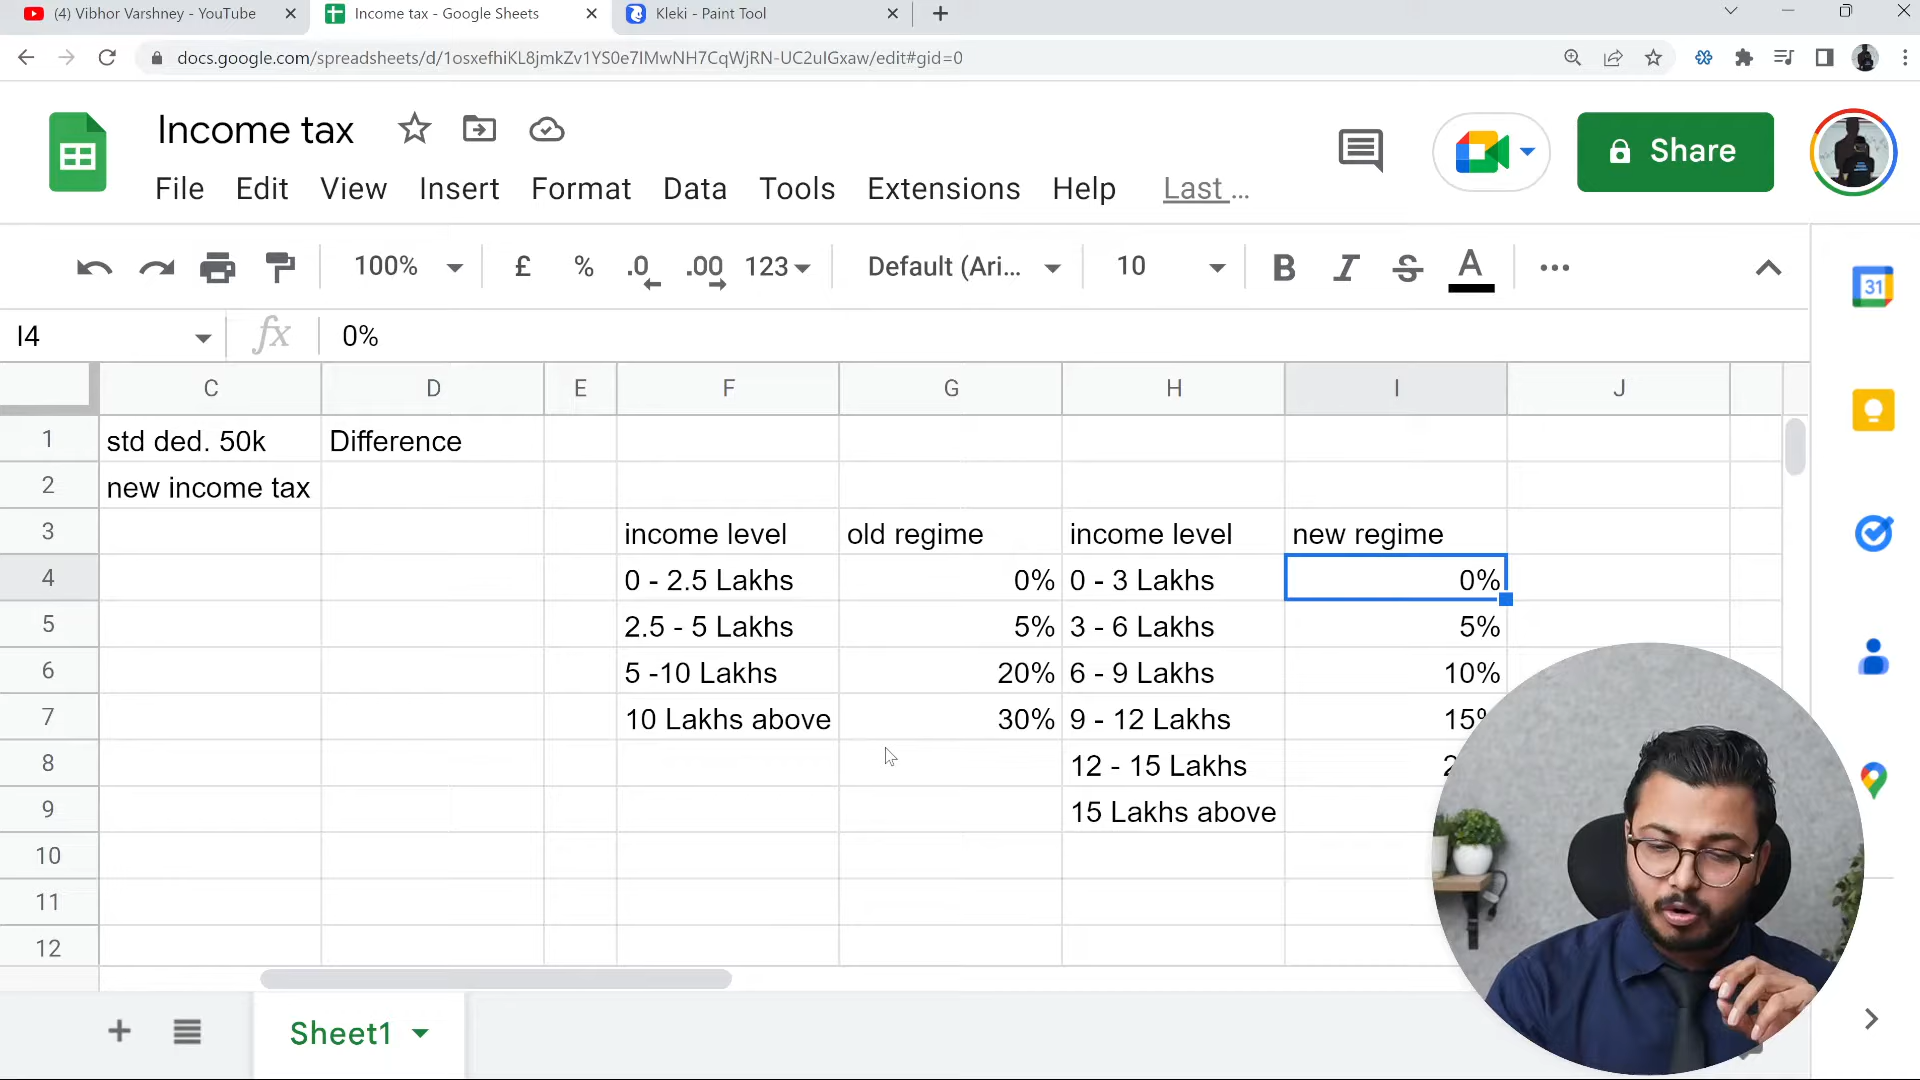 (4) Vibhor Varshney - YouTube
Income tax - Google Sheets
Kleki - Paint Tool
docs.google.com/spreadsheets/d/1osxefhiKL8jmkZv1YS0e7IMwNH7CqWjRN-UC2uIGxaw/edit#gid=0
Income tax
Share
File Edit View Insert Format Data Tools Extensions Help Last ...
100% £ % .0 .00 123 Default (Ari... 10 B I S A
31
I4 fx 0%
C D E F G H I J
1 std ded. 50k Difference
2 new income tax
3 income level old regime income level new regime
4 0 - 2.5 Lakhs 0% 0 - 3 Lakhs 0%
5 2.5 - 5 Lakhs 5% 3 - 6 Lakhs 5%
6 5 -10 Lakhs 20% 6 - 9 Lakhs 10%
7 10 Lakhs above 30% 9 - 12 Lakhs 15%
8 12 - 15 Lakhs
9 15 Lakhs above
10
11
12
Sheet1